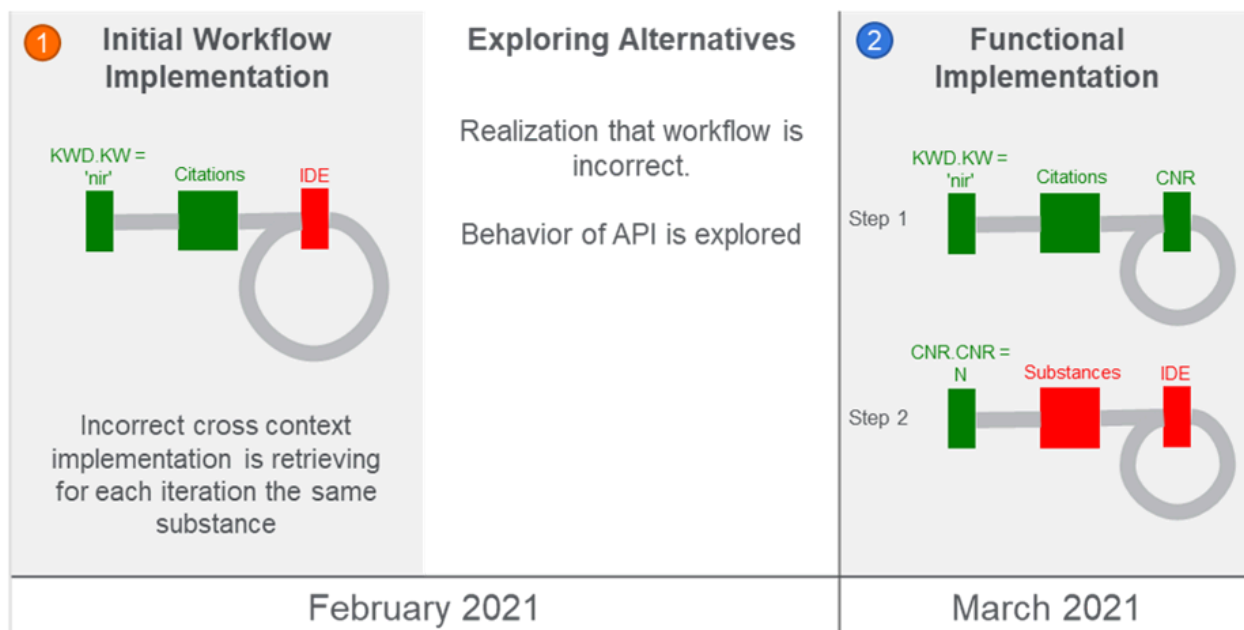 1
Initial Workflow
Implementation
KWD.KW =
'nir'
Citations
IDE
Incorrect cross context
implementation is retrieving
for each iteration the same
substance
Exploring Alternatives
Realization that workflow is
incorrect.
Behavior of API is explored
2
Functional
Implementation
Step 1
KWD.KW =
'nir'
Citations
CNR
Step 2
CNR.CNR =
N
Substances
IDE
February 2021
March 2021